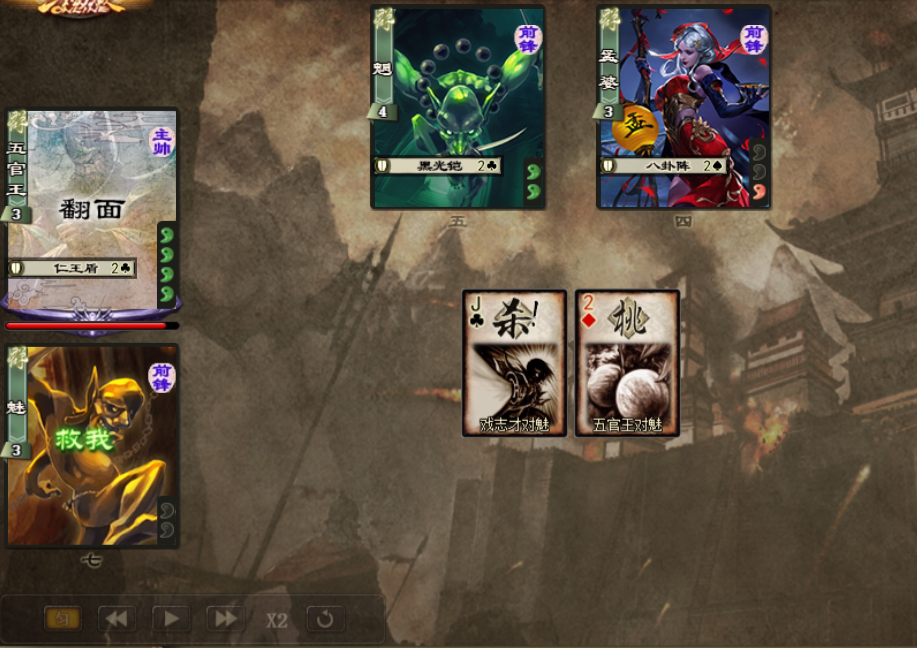 魑
4
前锋
黑光铠 2♣
五
孟婆
3
前锋
孟
八卦阵 2♠
四
五官王
3
主帅
翻面
仁王盾 2♣
J♣
杀!
戏志才对魅
2♦
桃
五官王对魅
魅
3
前锋
救我
七
X2